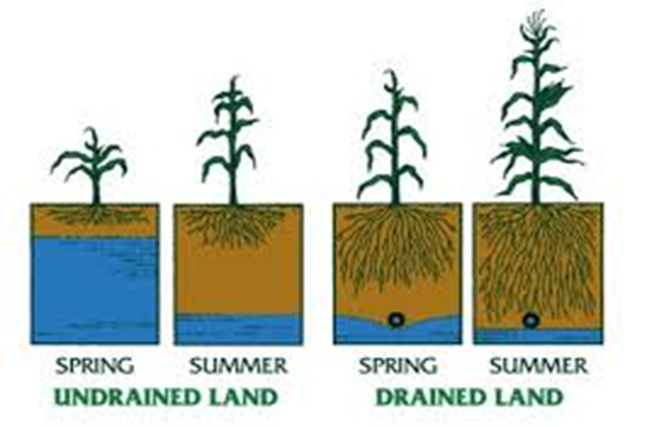 SPRING SUMMER SPRING SUMMER
UNDRAINED LAND DRAINED LAND